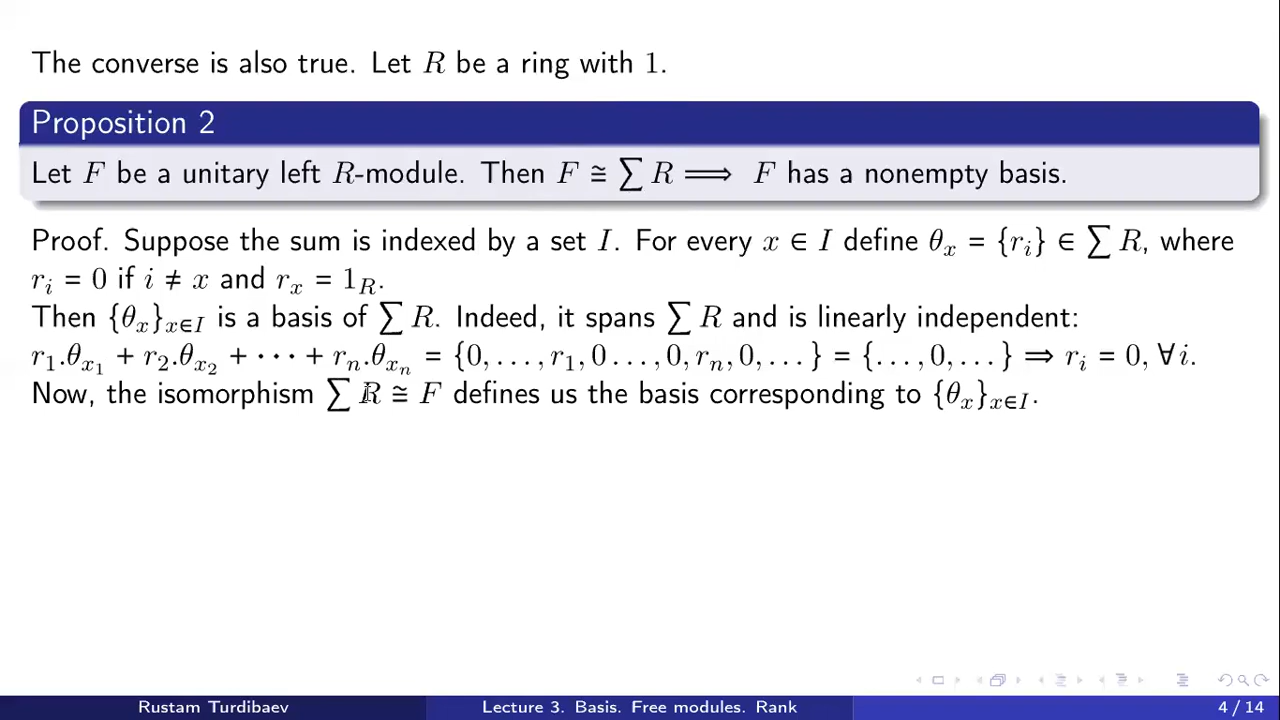 The converse is also true. Let R be a ring with 1.
Proposition 2
Let F be a unitary left R-module. Then F ≅ ∑ R ⟹ F has a nonempty basis.
Proof. Suppose the sum is indexed by a set I. For every x ∈ I define θ_x = {r_i} ∈ ∑ R, where
r_i = 0 if i ≠ x and r_x = 1_R.
Then {θ_x}_{x∈I} is a basis of ∑ R. Indeed, it spans ∑ R and is linearly independent:
r_1.θ_{x_1} + r_2.θ_{x_2} + ⋯ + r_n.θ_{x_n} = {0, …, r_1, 0 …, 0, r_n, 0, …} = {…, 0, …} ⇒ r_i = 0, ∀i.
Now, the isomorphism ∑ R ≅ F defines us the basis corresponding to {θ_x}_{x∈I}.
Rustam Turdibaev
Lecture 3. Basis. Free modules. Rank
4 / 14